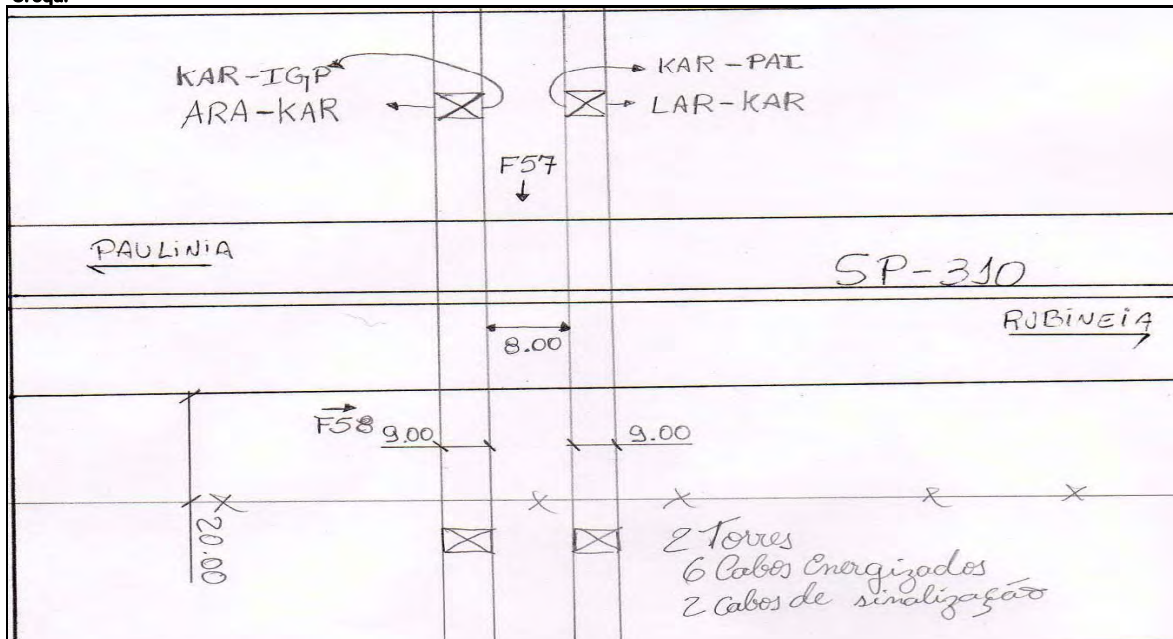 Croqui
KAR-IGP
ARA-KAR
KAR-PAI
LAR-KAR
F57
PAULINIA
SP-310
RUBINEIA
8.00
F58
9.00
9.00
20.00
2 Torres
6 Cabos Energizados
2 Cabos de sinalização